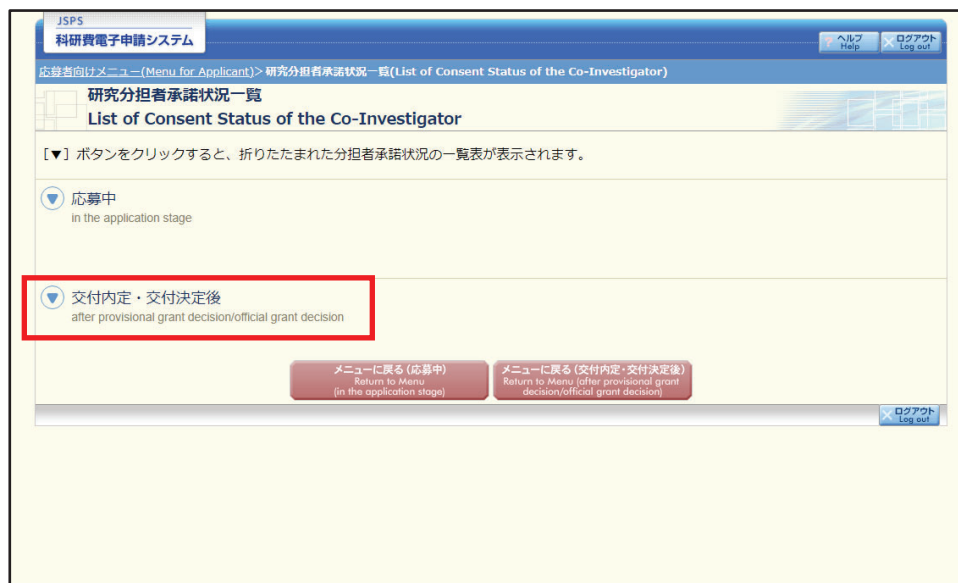 JSPS
科研費電子申請システム
? ヘルプ
Help
ログアウト
Log out
応募者向けメニュー(Menu for Applicant)>研究分担者承諾状況一覧(List of Consent Status of the Co-Investigator)
研究分担者承諾状況一覧
List of Consent Status of the Co-Investigator
[▼] ボタンをクリックすると、折りたたまれた分担者承諾状況の一覧表が表示されます。
応募中
in the application stage
交付内定・交付決定後
after provisional grant decision/official grant decision
メニューに戻る(応募中)
Return to Menu
(in the application stage)
メニューに戻る(交付内定・交付決定後)
Return to Menu (after provisional grant
decision/official grant decision)
ログアウト
Log out